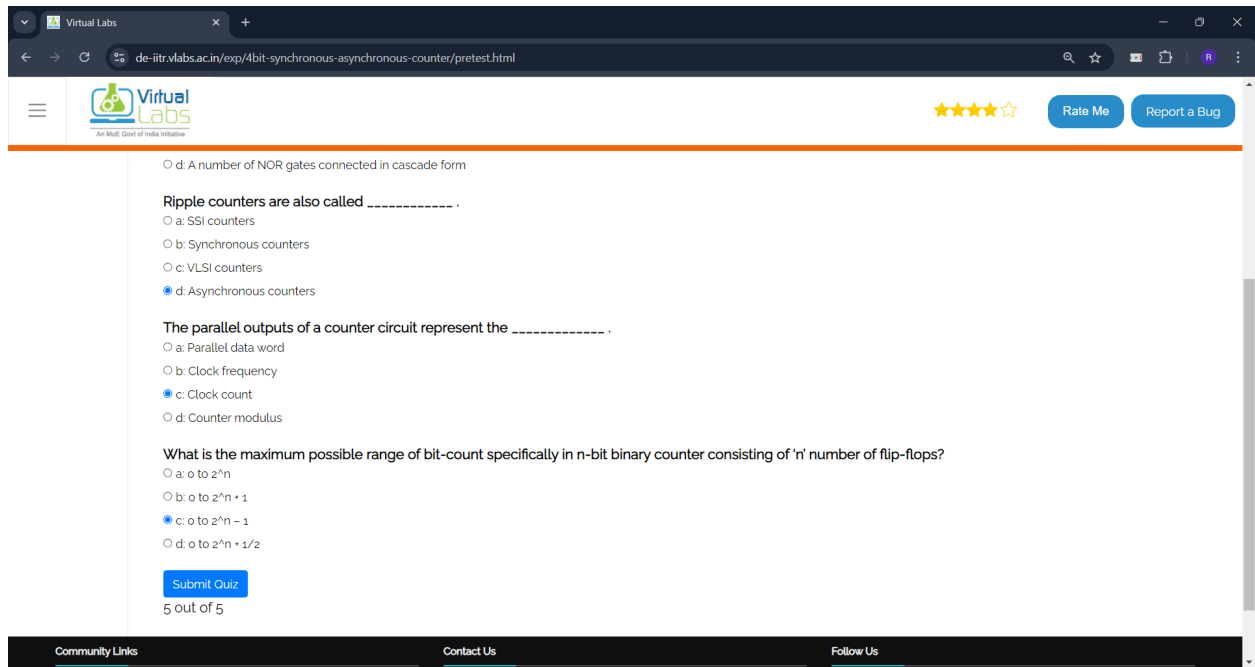 Virtual Labs
de-iitr.vlabs.ac.in/exp/4bit-synchronous-asynchronous-counter/pretest.html
R
Virtual
Labs
An MoE Govt of India Initiative
Rate Me
Report a Bug
d: A number of NOR gates connected in cascade form
Ripple counters are also called ____________ .
a: SSI counters
b: Synchronous counters
c: VLSI counters
d: Asynchronous counters
The parallel outputs of a counter circuit represent the _____________ .
a: Parallel data word
b: Clock frequency
c: Clock count
d: Counter modulus
What is the maximum possible range of bit-count specifically in n-bit binary counter consisting of ‘n’ number of flip-flops?
a: 0 to 2^n
b: 0 to 2^n + 1
c: 0 to 2^n – 1
d: 0 to 2^n + 1/2
Submit Quiz
5 out of 5
Community Links
Contact Us
Follow Us